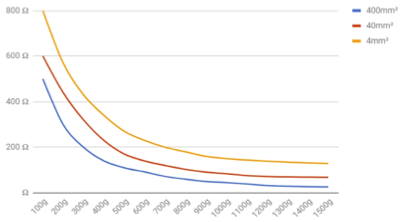 800 Ω
600 Ω
400 Ω
200 Ω
Ω
100g
200g
300g
400g
500g
600g
700g
800g
900g
1000g
1100g
1200g
1300g
1400g
1500g
400mm²
40mm²
4mm²